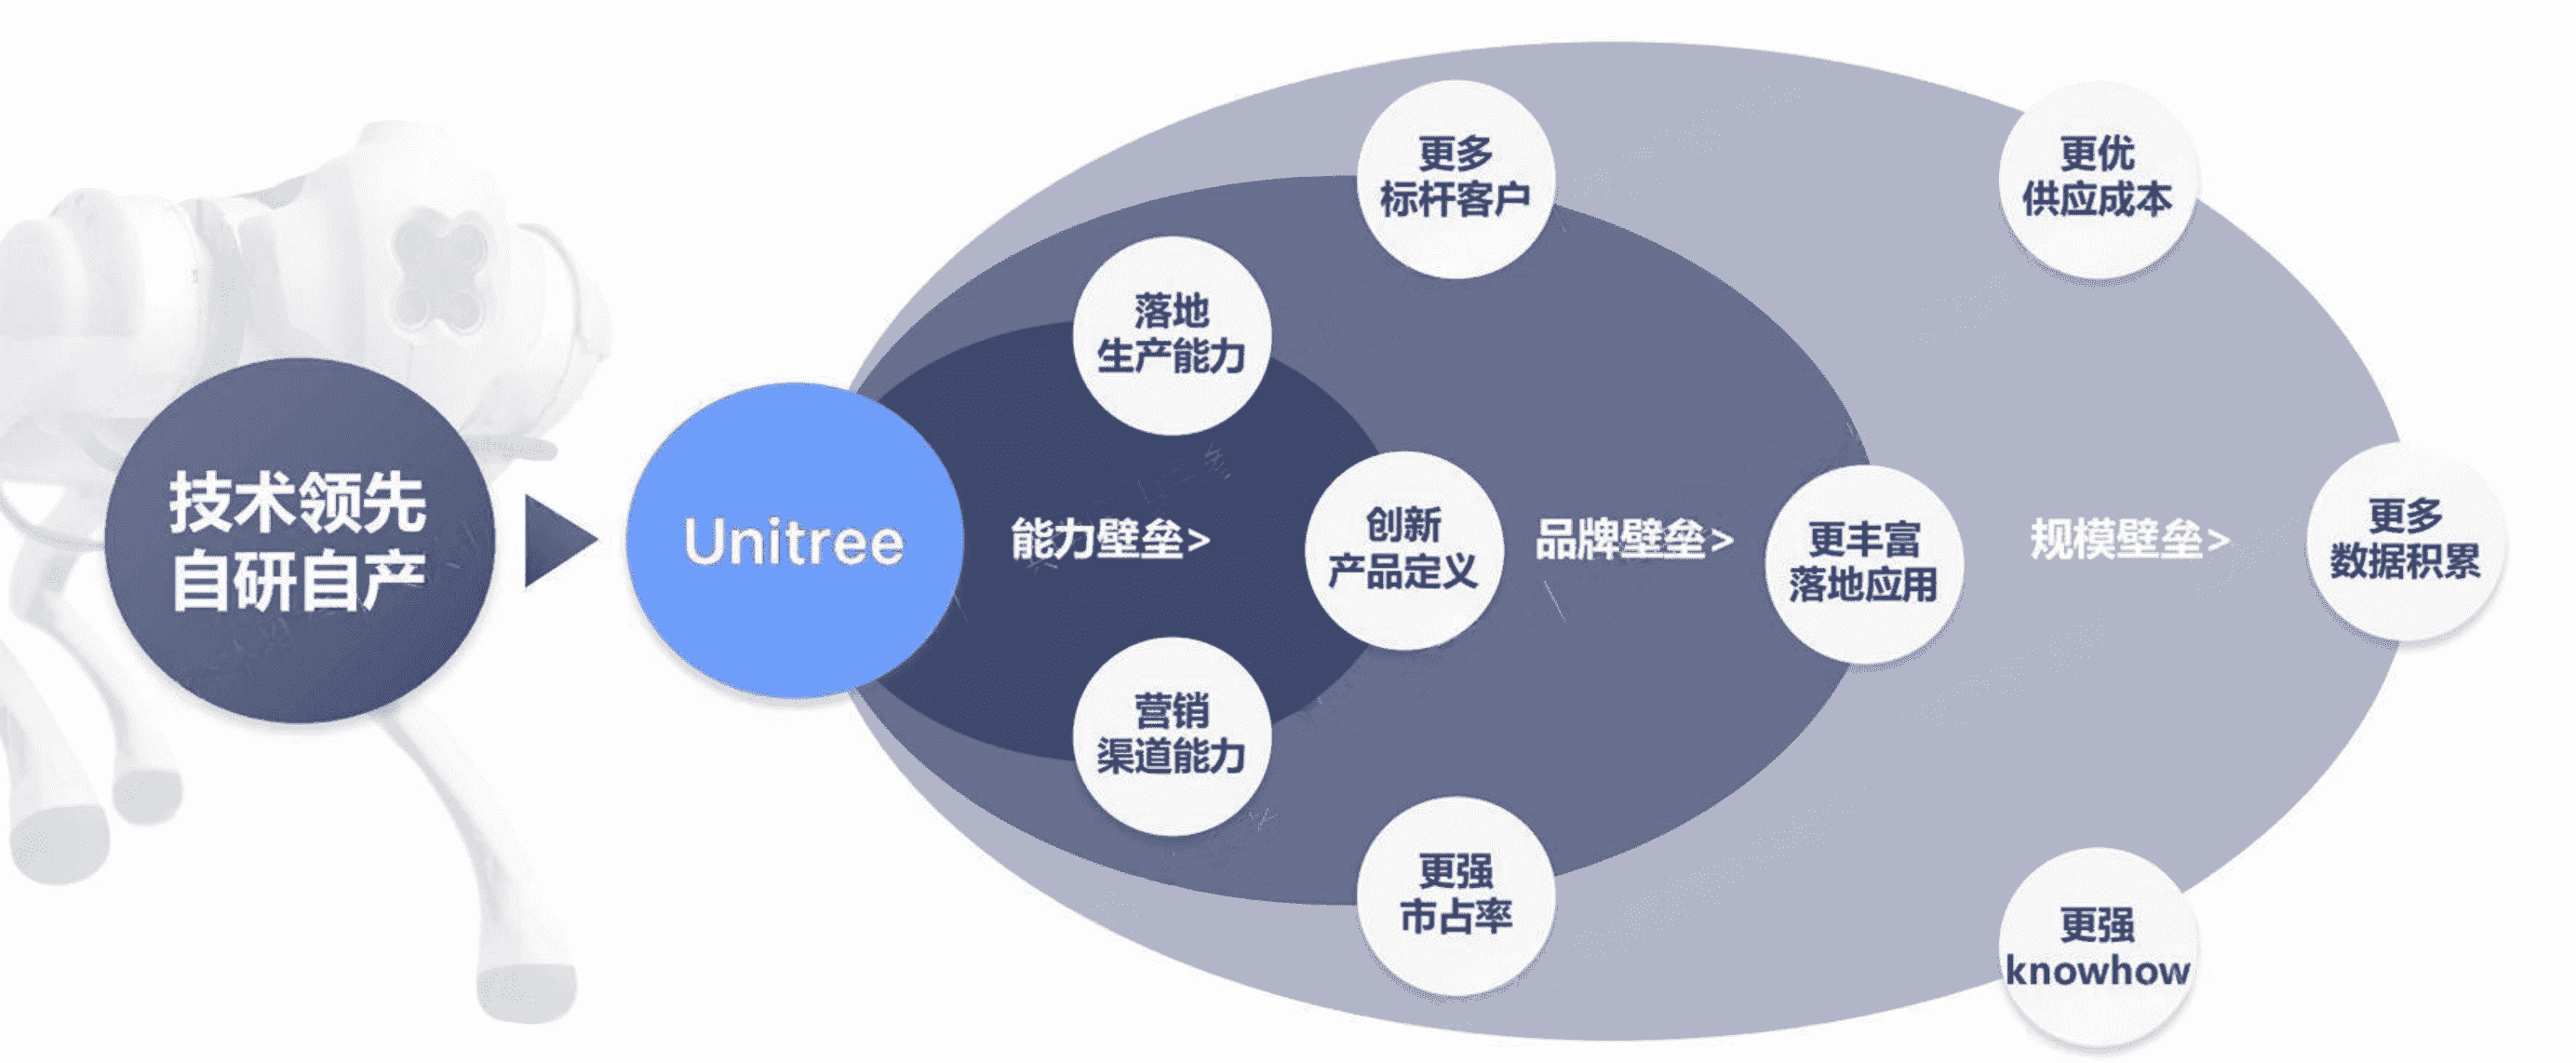 技术领先
自研自产
Unitree
能力壁垒>
落地
生产能力
创新
产品定义
营销
渠道能力
品牌壁垒>
更多
标杆客户
更丰富
落地应用
更强
市占率
规模壁垒>
更优
供应成本
更多
数据积累
更强
knowhow